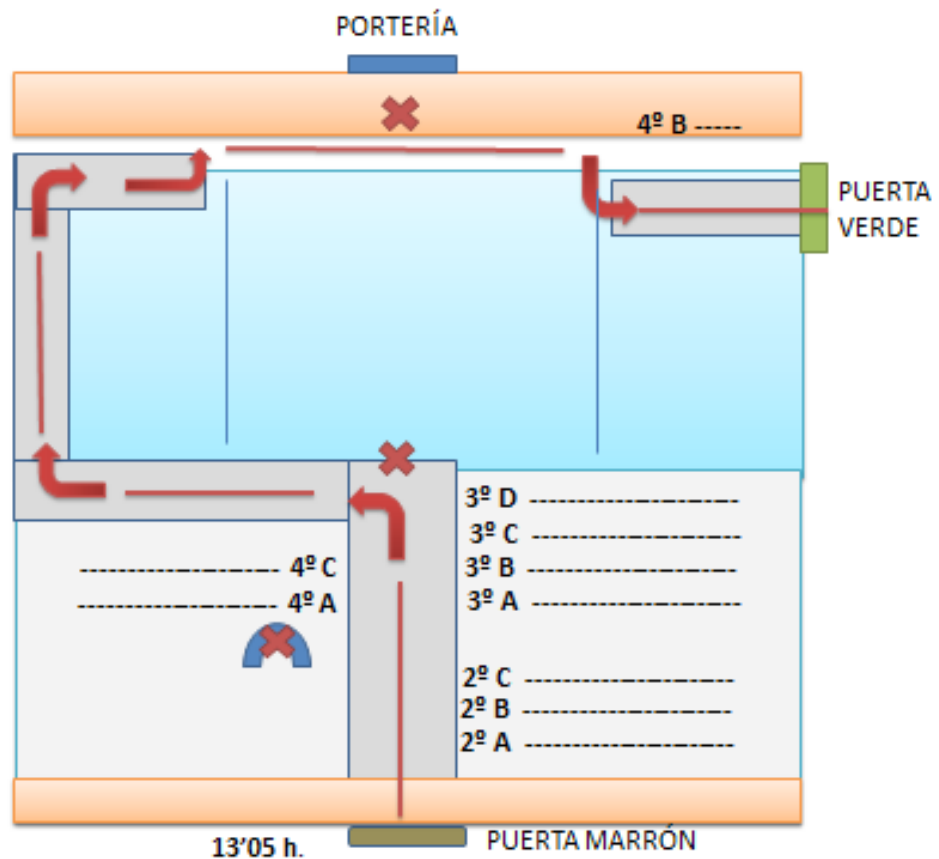 PORTERÍA
4º B -----
PUERTA
VERDE
3º D ------------------------
3º C ------------------------
4º C ------------------------
3º B ------------------------
4º A ------------------------
3º A ------------------------
2º C ------------------------
2º B ------------------------
2º A ------------------------
PUERTA MARRÓN
13'05 h.